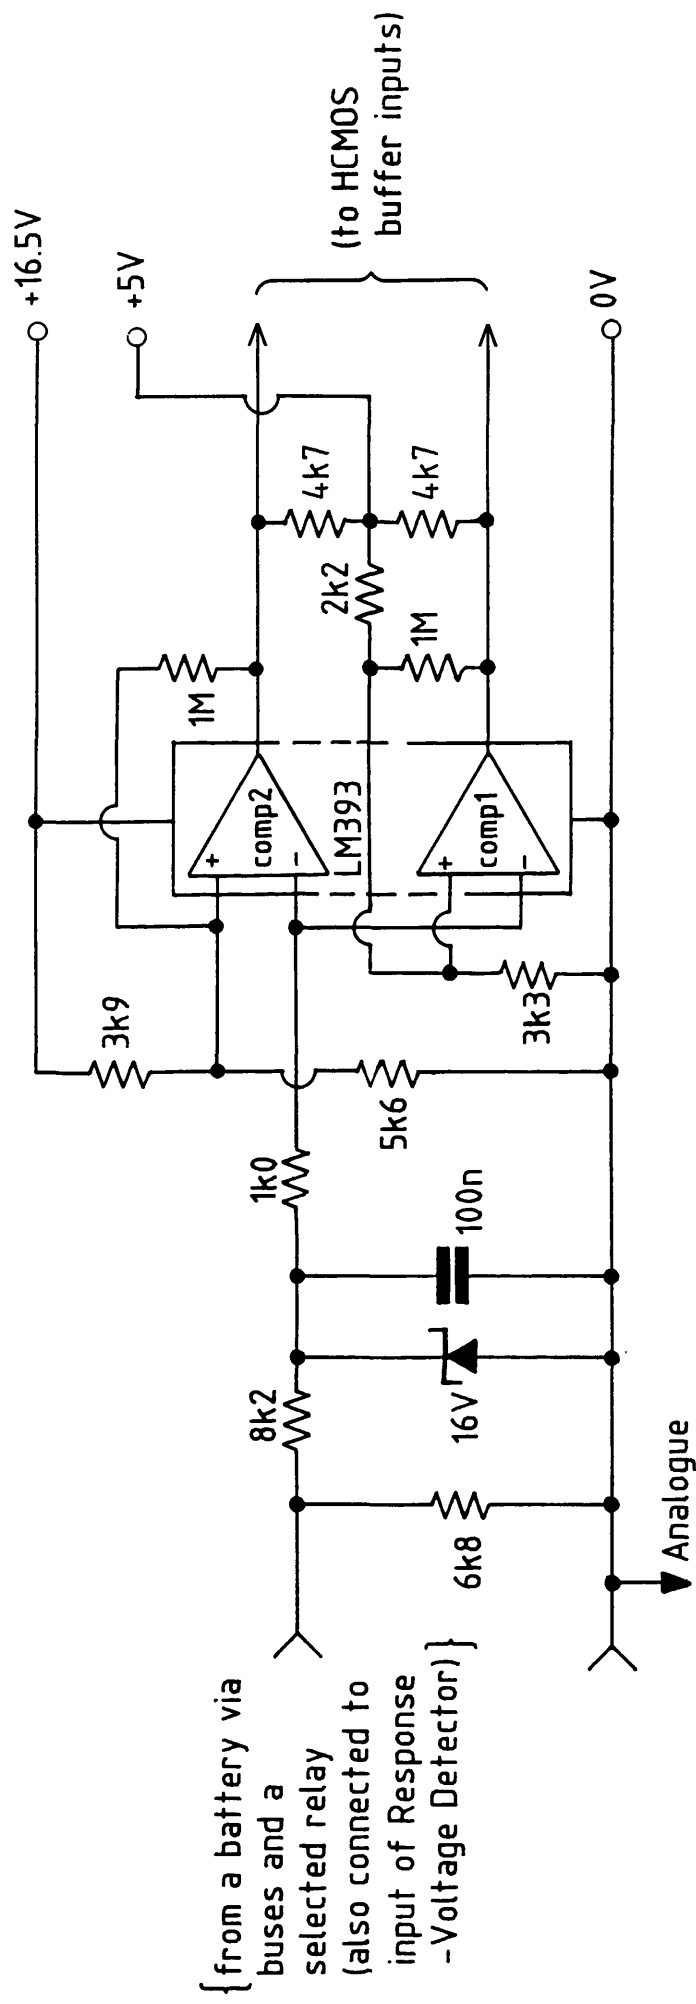 +16.5V
+5V
(to HCMOS
buffer inputs)
0V
3k9
1M
4k7
4k7
2k2
1M
comp2
+
-
LM393
comp1
+
-
3k3
5k6
1k0
100n
8k2
16V
6k8
Analogue
{from a battery via
buses and a
selected relay
(also connected to
input of Response
-Voltage Detector)}